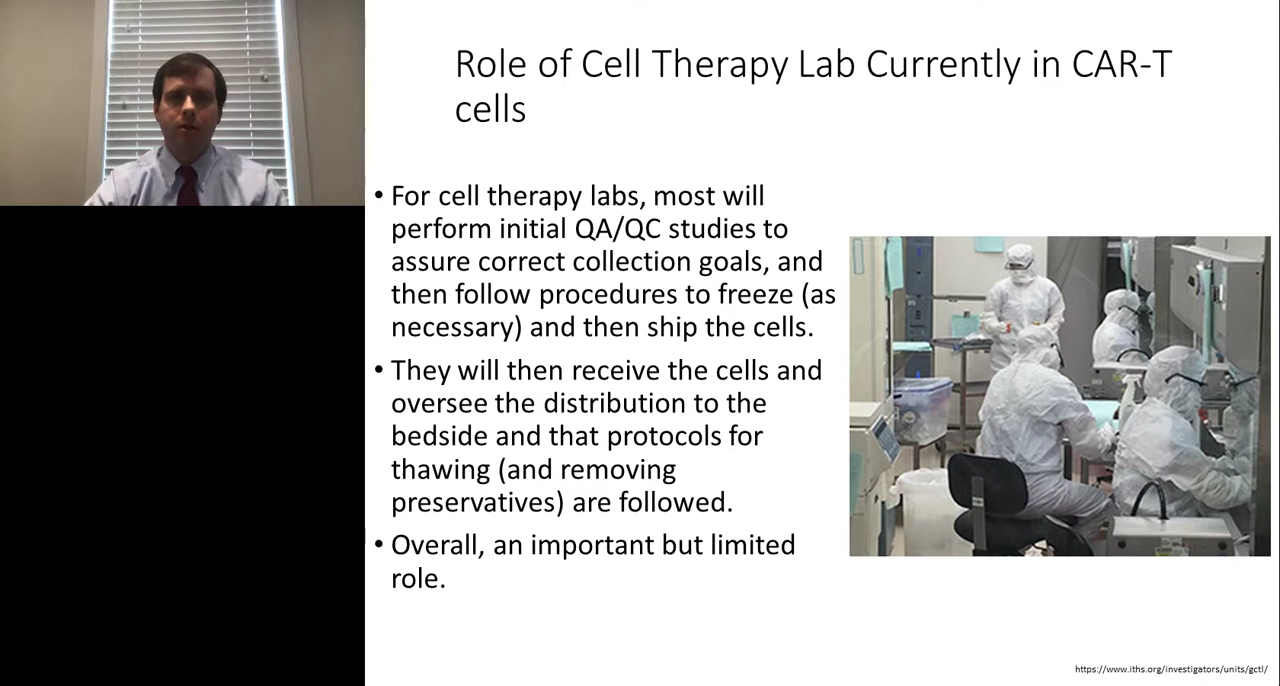 Role of Cell Therapy Lab Currently in CAR-T
cells
• For cell therapy labs, most will
perform initial QA/QC studies to
assure correct collection goals, and
then follow procedures to freeze (as
necessary) and then ship the cells.
• They will then receive the cells and
oversee the distribution to the
bedside and that protocols for
thawing (and removing
preservatives) are followed.
• Overall, an important but limited
role.
https://www.iths.org/investigators/units/gctl/